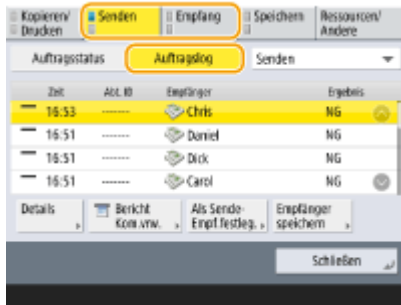 Kopieren/ Senden Empfang Speichern Ressourcen/
Drucken Andere
Auftragsstatus Auftragslog Senden
Zeit Abt. ID Empfänger Ergebnis
16:53 -------- Chris NG
16:51 -------- Daniel NG
16:51 -------- Dick NG
16:51 -------- Carol NG
Details Bericht Als Sende- Empfänger
Kom.vrw. Empf.festleg. speichern
Schließen